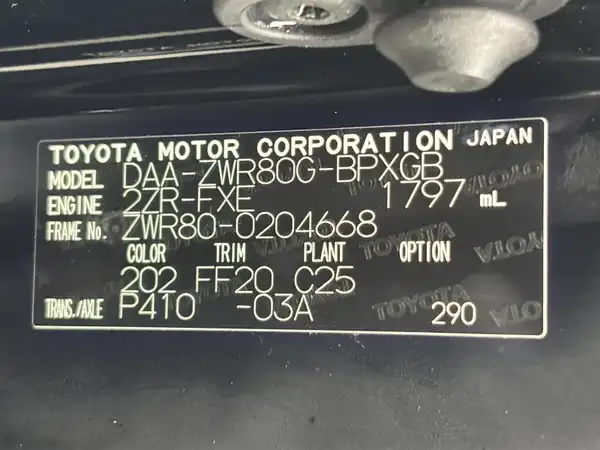 TOYOTA MOTOR CORPORATION JAPAN
MODEL DAA-ZWR80G-BPXGB
ENGINE 2ZR-FXE 1797 mL
FRAME No. ZWR80-0204668
COLOR TRIM PLANT OPTION
202 FF20 C25
TRANS./AXLE P410 -03A 290